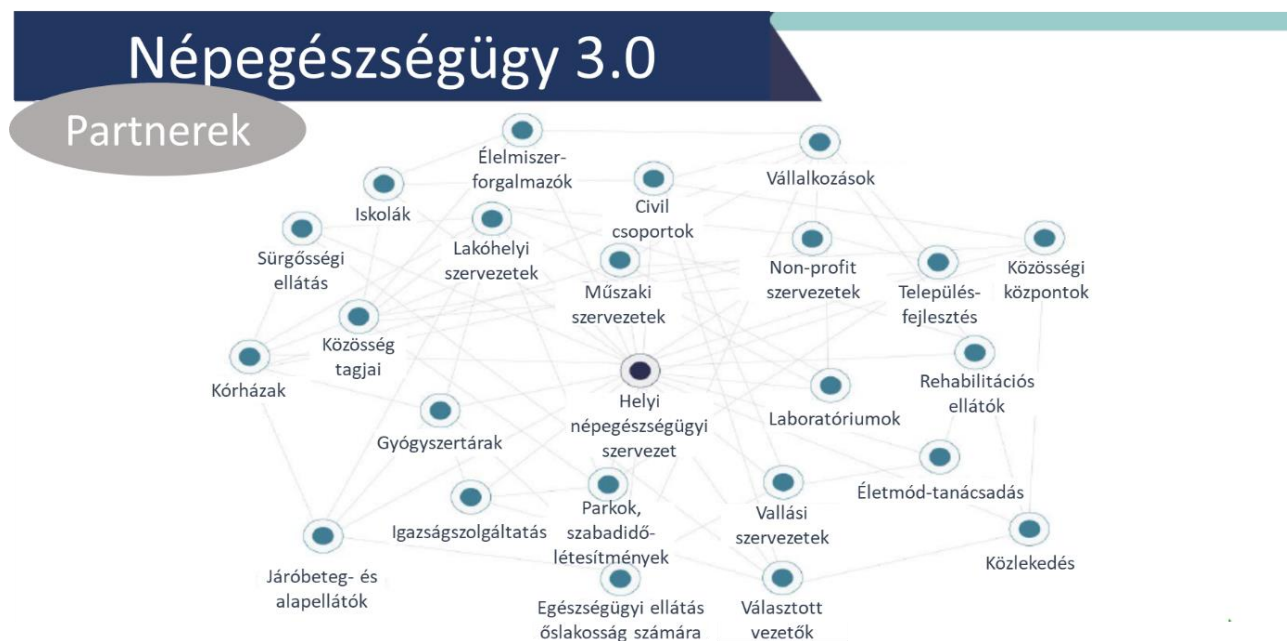 Népegészségügy 3.0
Partnerek
Élelmiszer-
forgalmazók
Vállalkozások
Iskolák
Civil
csoportok
Sürgősségi
ellátás
Lakóhelyi
szervezetek
Műszaki
szervezetek
Non-profit
szervezetek
Település-
fejlesztés
Közösségi
központok
Közösség
tagjai
Kórházak
Helyi
népegészségügyi
szervezet
Laboratóriumok
Rehabilitációs
ellátók
Gyógyszertárak
Életmód-tanácsadás
Igazságszolgáltatás
Parkok,
szabadidő-
létesítmények
Vallási
szervezetek
Közlekedés
Járóbeteg- és
alapellátók
Egészségügyi ellátás
őslakosság számára
Választott
vezetők